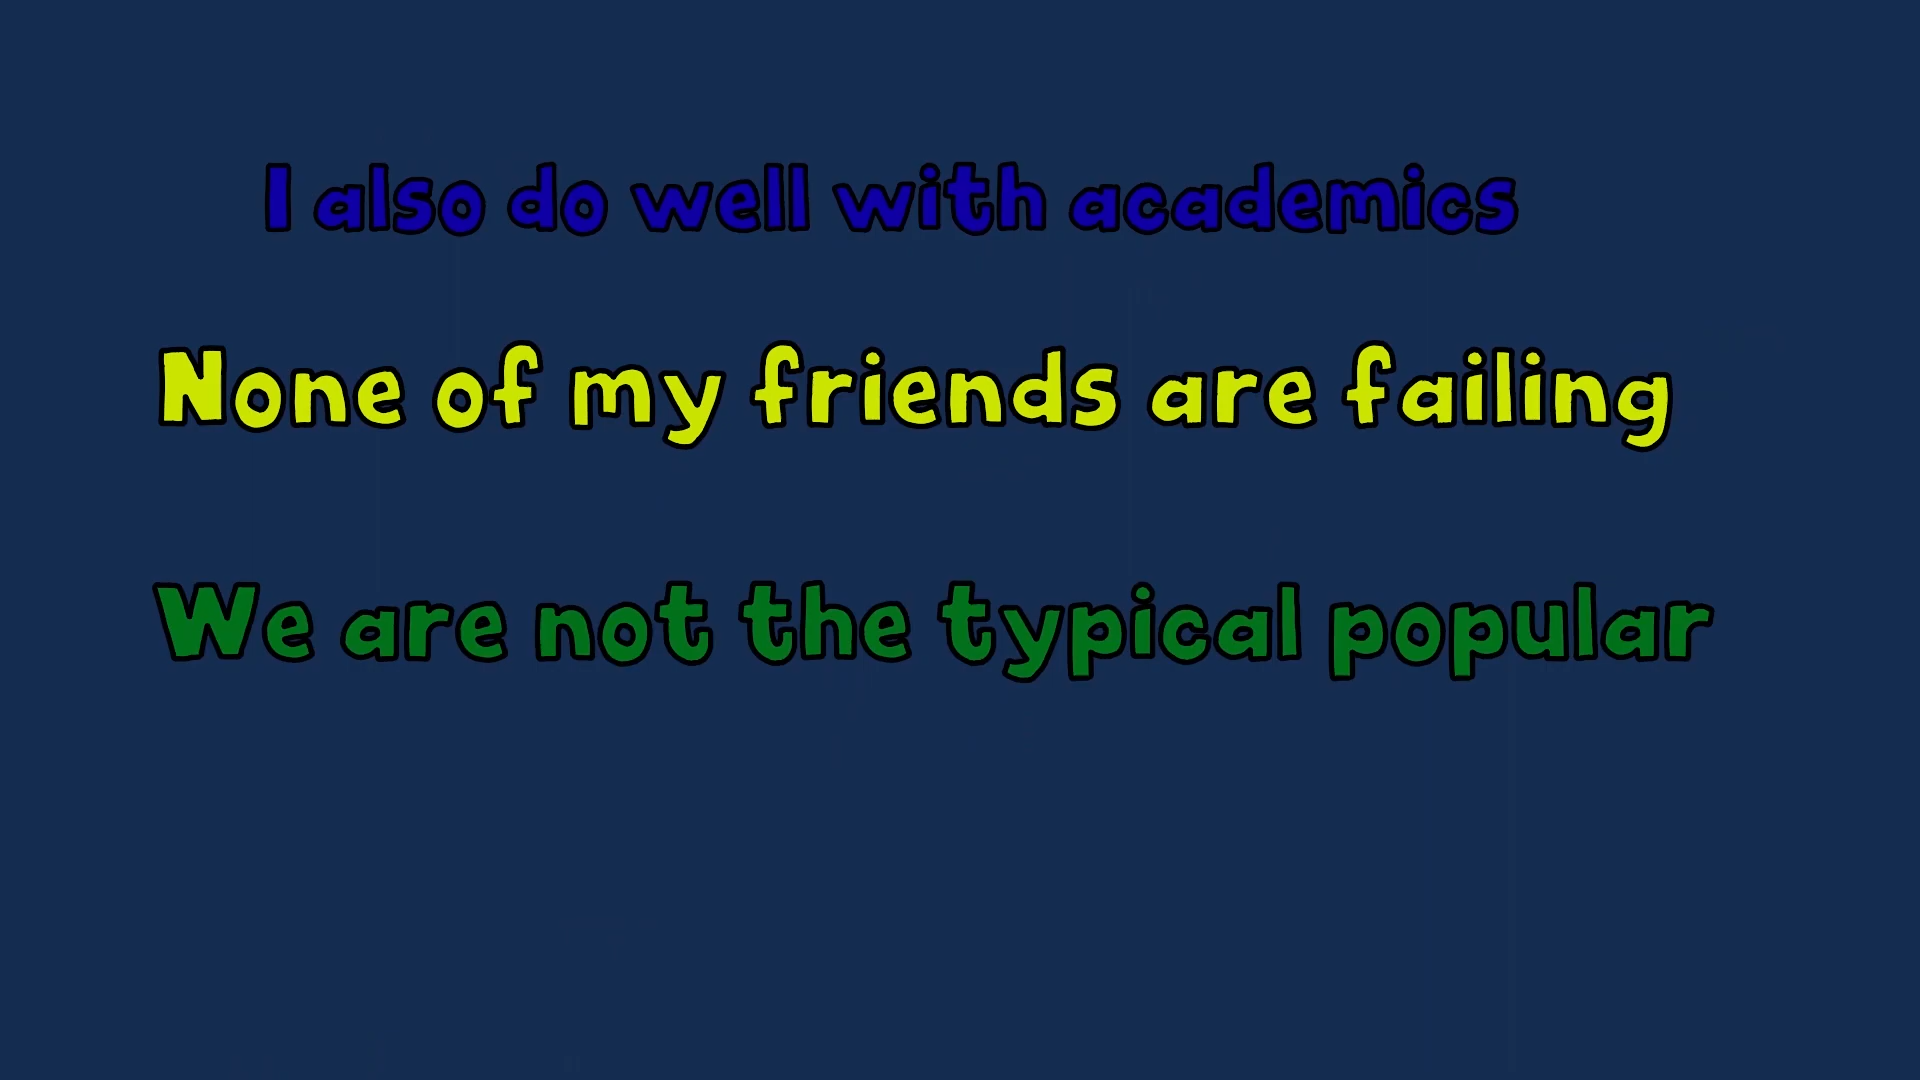 I also do well with academics
None of my friends are failing
We are not the typical popular